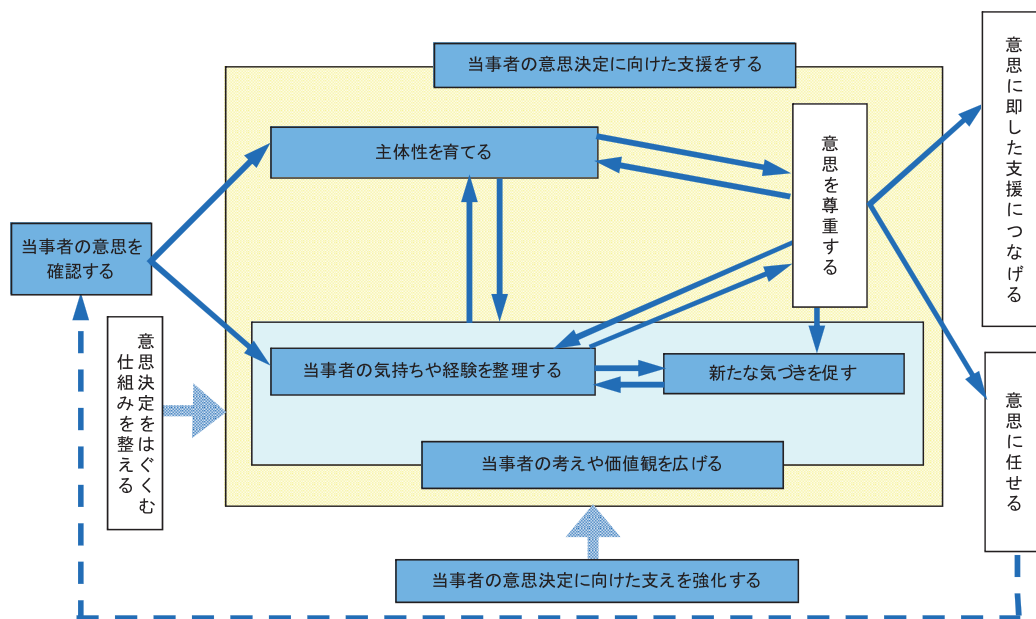 当事者の意思決定に向けた支援をする
主体性を育てる
意思を尊重する
意思に即した支援につなげる
当事者の意思を
確認する
意思決定をはぐくむ
仕組みを整える
当事者の気持ちや経験を整理する
新たな気づきを促す
当事者の考えや価値観を広げる
意思に任せる
当事者の意思決定に向けた支えを強化する